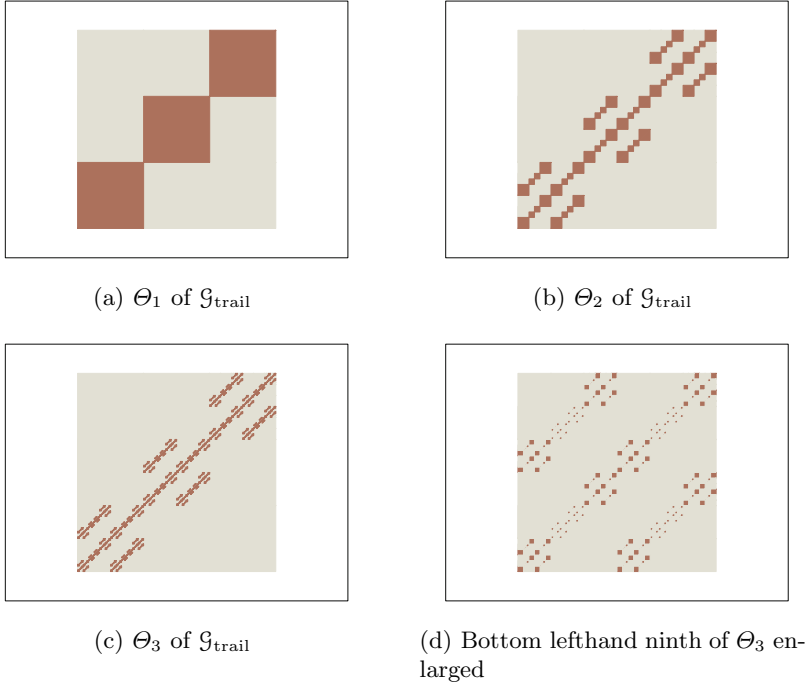 (a) Θ₁ of 𝒢trail
(b) Θ₂ of 𝒢trail
(c) Θ₃ of 𝒢trail
(d) Bottom lefthand ninth of Θ₃ en-
larged